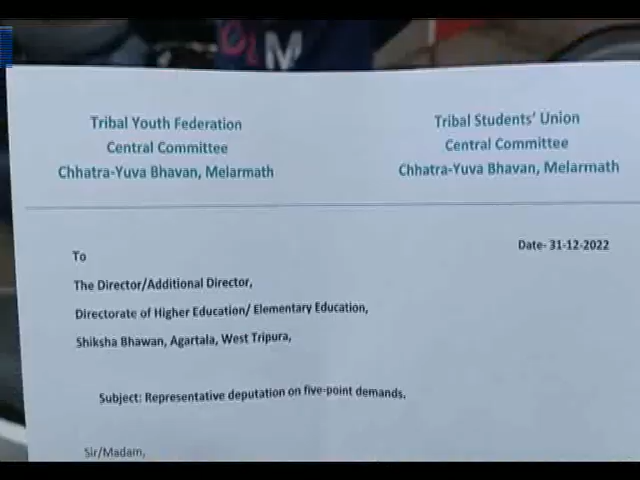 Tribal Youth Federation
Central Committee
Chhatra-Yuva Bhavan, Melarmath
Tribal Students' Union
Central Committee
Chhatra-Yuva Bhavan, Melarmath
Date- 31-12-2022
To
The Director/Additional Director,
Directorate of Higher Education/ Elementary Education,
Shiksha Bhawan, Agartala, West Tripura,
Subject: Representative deputation on five-point demands.
Sir/Madam,